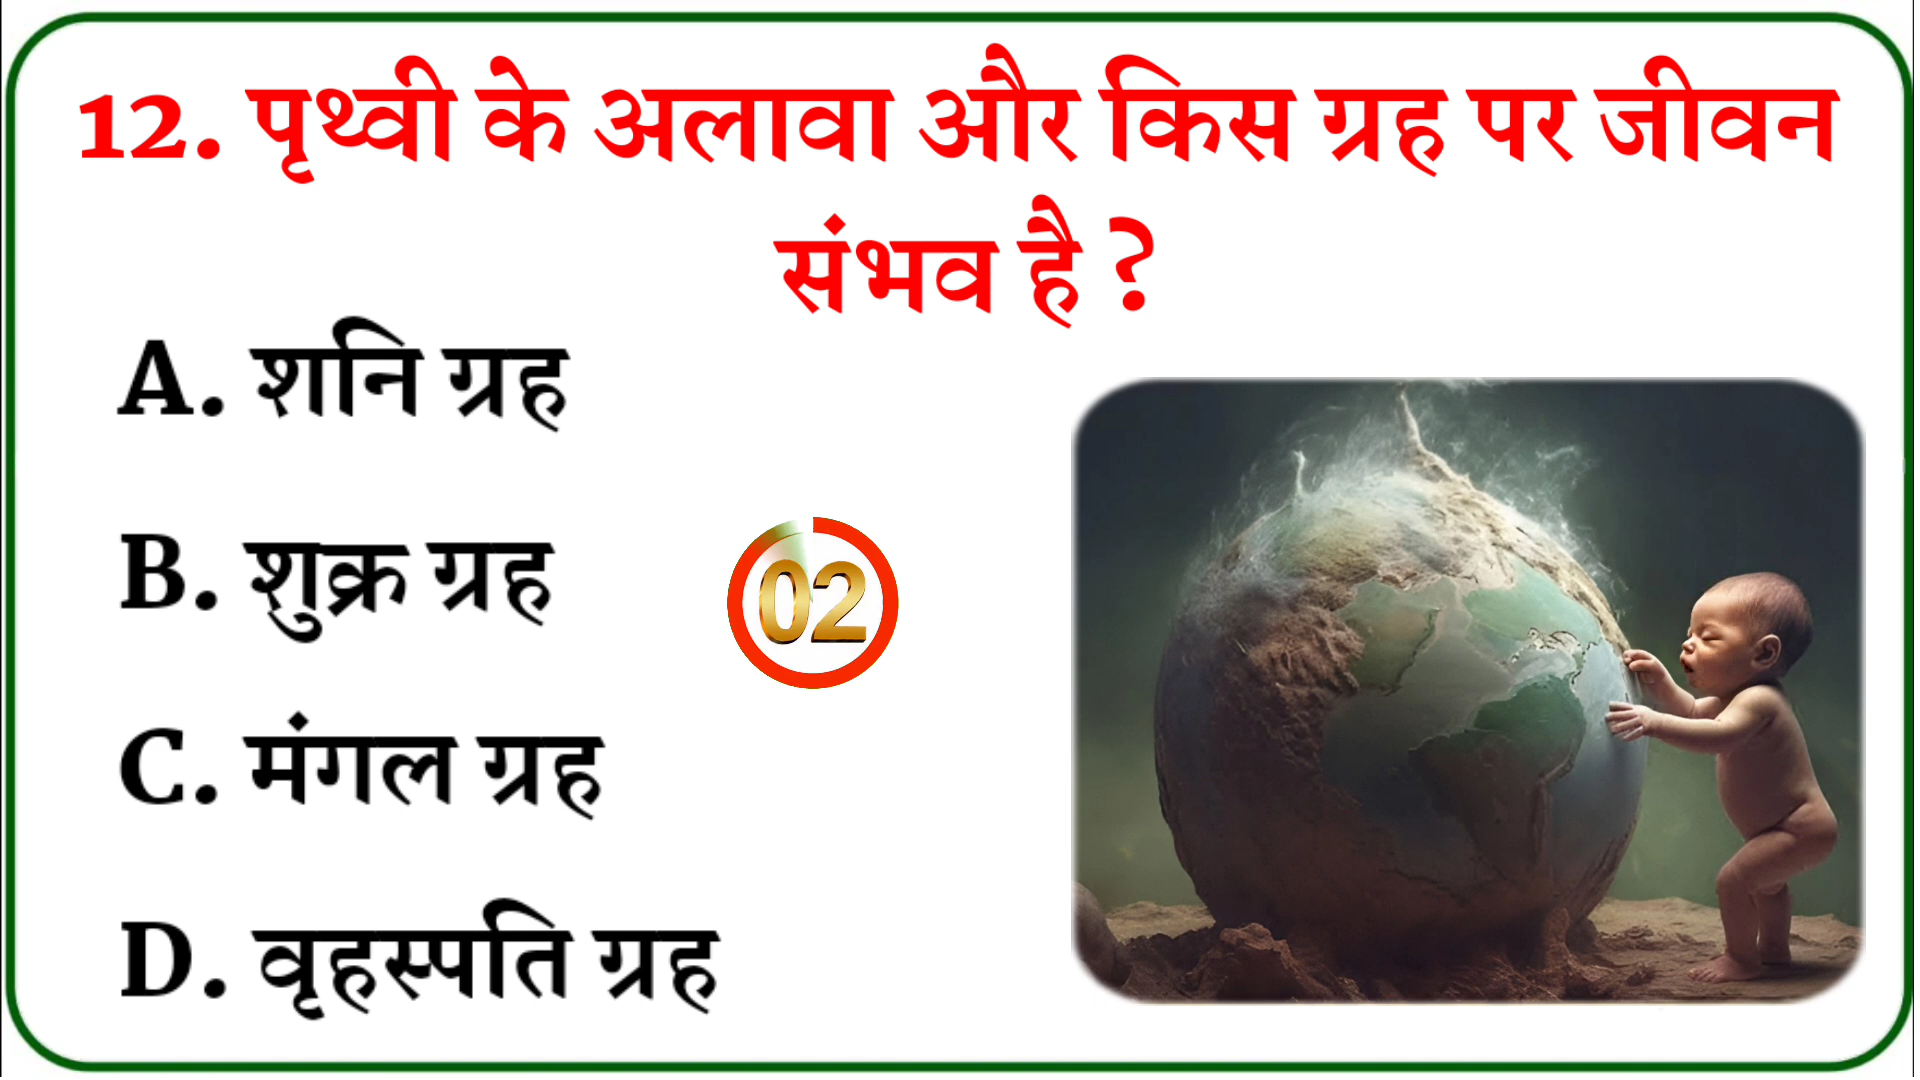 12. पृथ्वी के अलावा और किस ग्रह पर जीवन
संभव है ?
A. शनि ग्रह
B. शुक्र ग्रह
02
C. मंगल ग्रह
D. वृहस्पति ग्रह